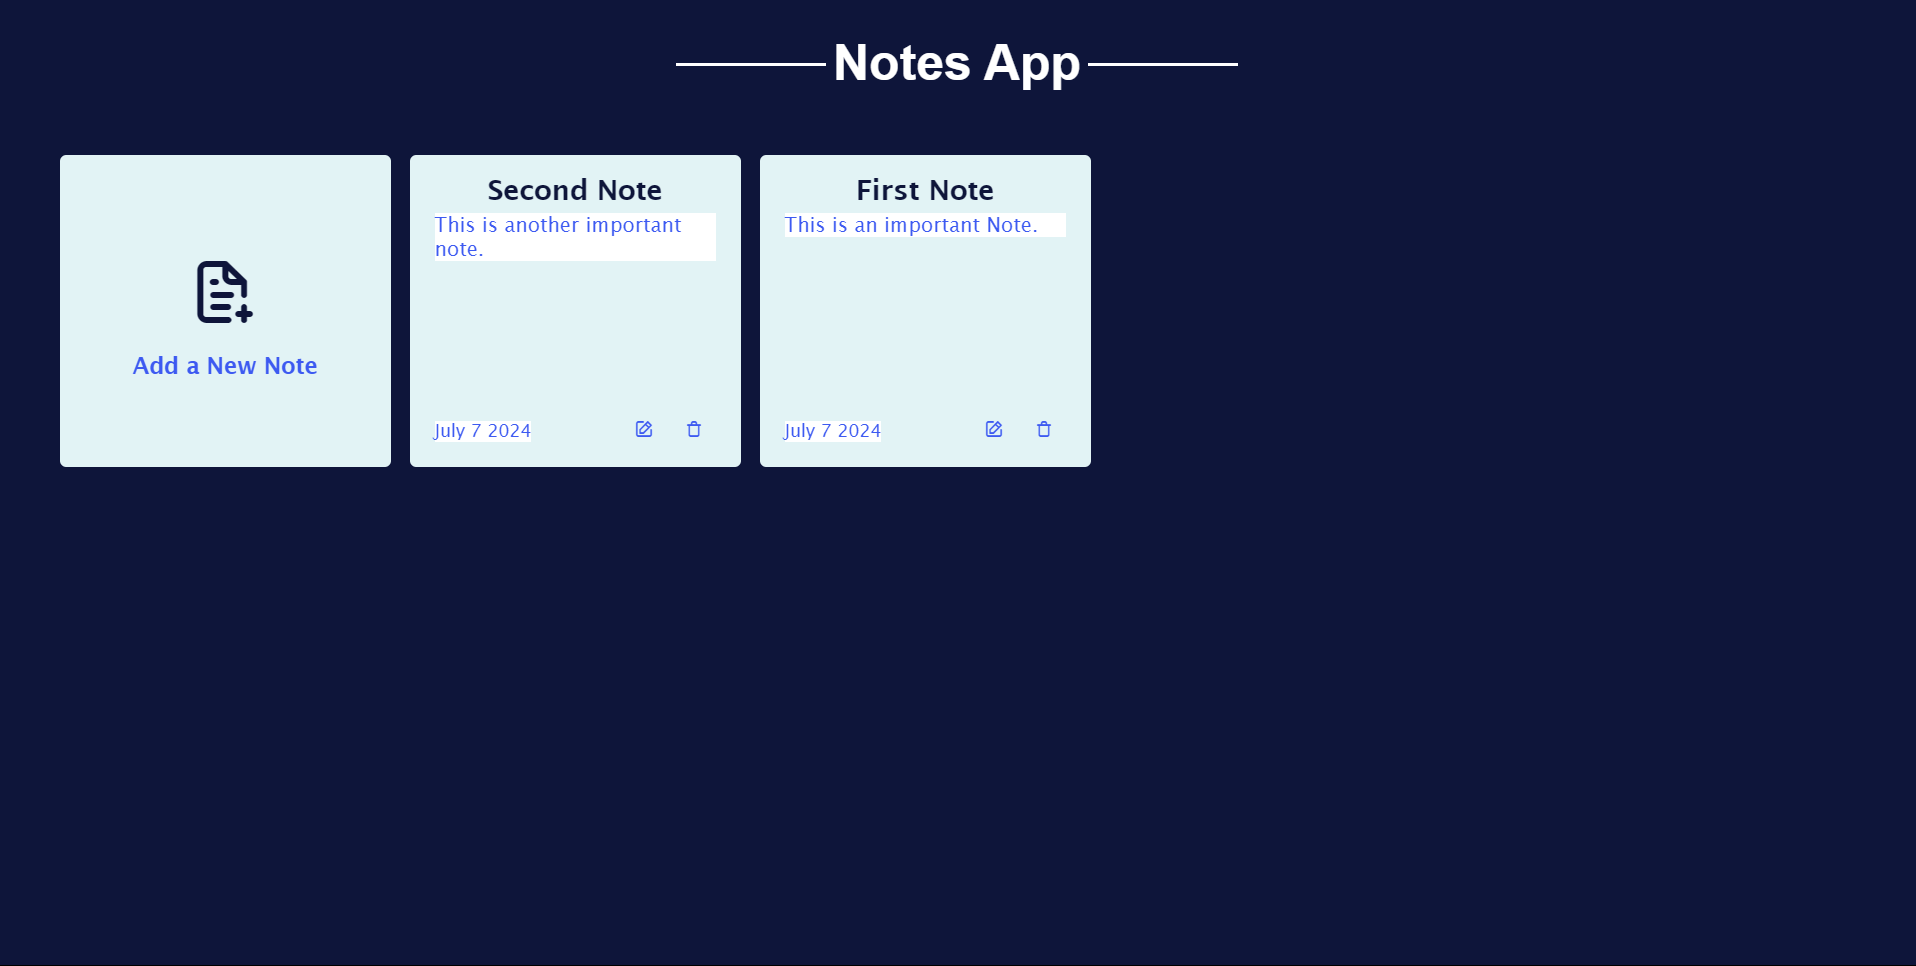 Notes App
Add a New Note
Second Note
This is another important
note.
July 7 2024
First Note
This is an important Note.
July 7 2024